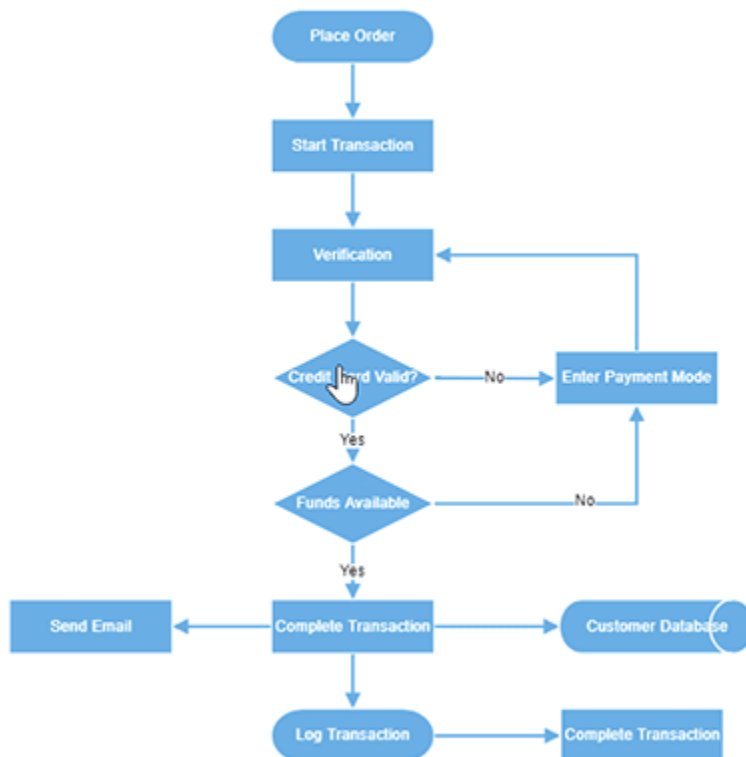 Place Order
Start Transaction
Verification
Credit Valid?
No
Enter Payment Mode
Yes
Funds Available
No
Yes
Send Email
Complete Transaction
Customer Database
Log Transaction
Complete Transaction